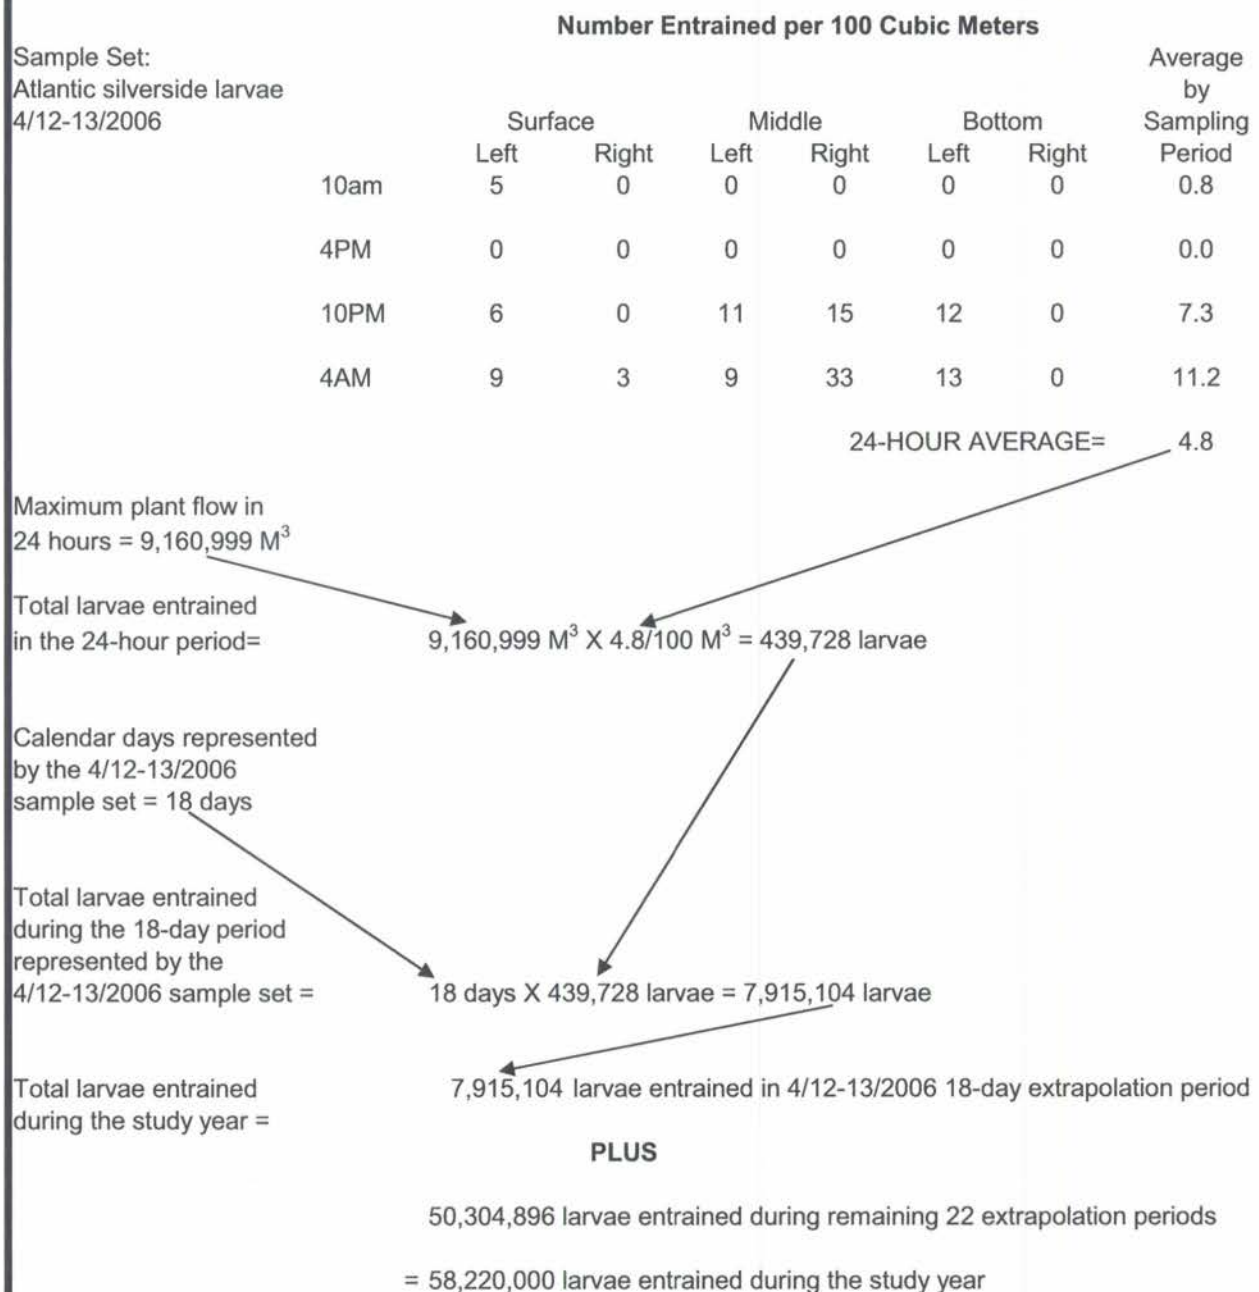 Number Entrained per 100 Cubic Meters
Sample Set: Average
Atlantic silverside larvae by
4/12-13/2006 Surface Middle Bottom Sampling
Left Right Left Right Left Right Period
10am 5 0 0 0 0 0 0.8
4PM 0 0 0 0 0 0 0.0
10PM 6 0 11 15 12 0 7.3
4AM 9 3 9 33 13 0 11.2
24-HOUR AVERAGE= 4.8
Maximum plant flow in
24 hours = 9,160,999 M³
Total larvae entrained
in the 24-hour period= 9,160,999 M³ X 4.8/100 M³ = 439,728 larvae
Calendar days represented
by the 4/12-13/2006
sample set = 18 days
Total larvae entrained
during the 18-day period
represented by the
4/12-13/2006 sample set = 18 days X 439,728 larvae = 7,915,104 larvae
Total larvae entrained 7,915,104 larvae entrained in 4/12-13/2006 18-day extrapolation period
during the study year =
PLUS
50,304,896 larvae entrained during remaining 22 extrapolation periods
= 58,220,000 larvae entrained during the study year